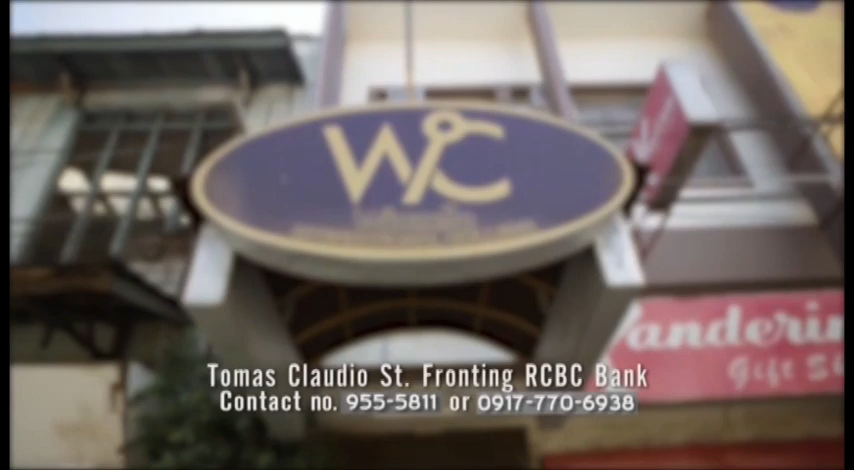 WC
anderin
Gift S
Tomas Claudio St. Fronting RCBC Bank
Contact no. 955-5811 or 0917-770-6938